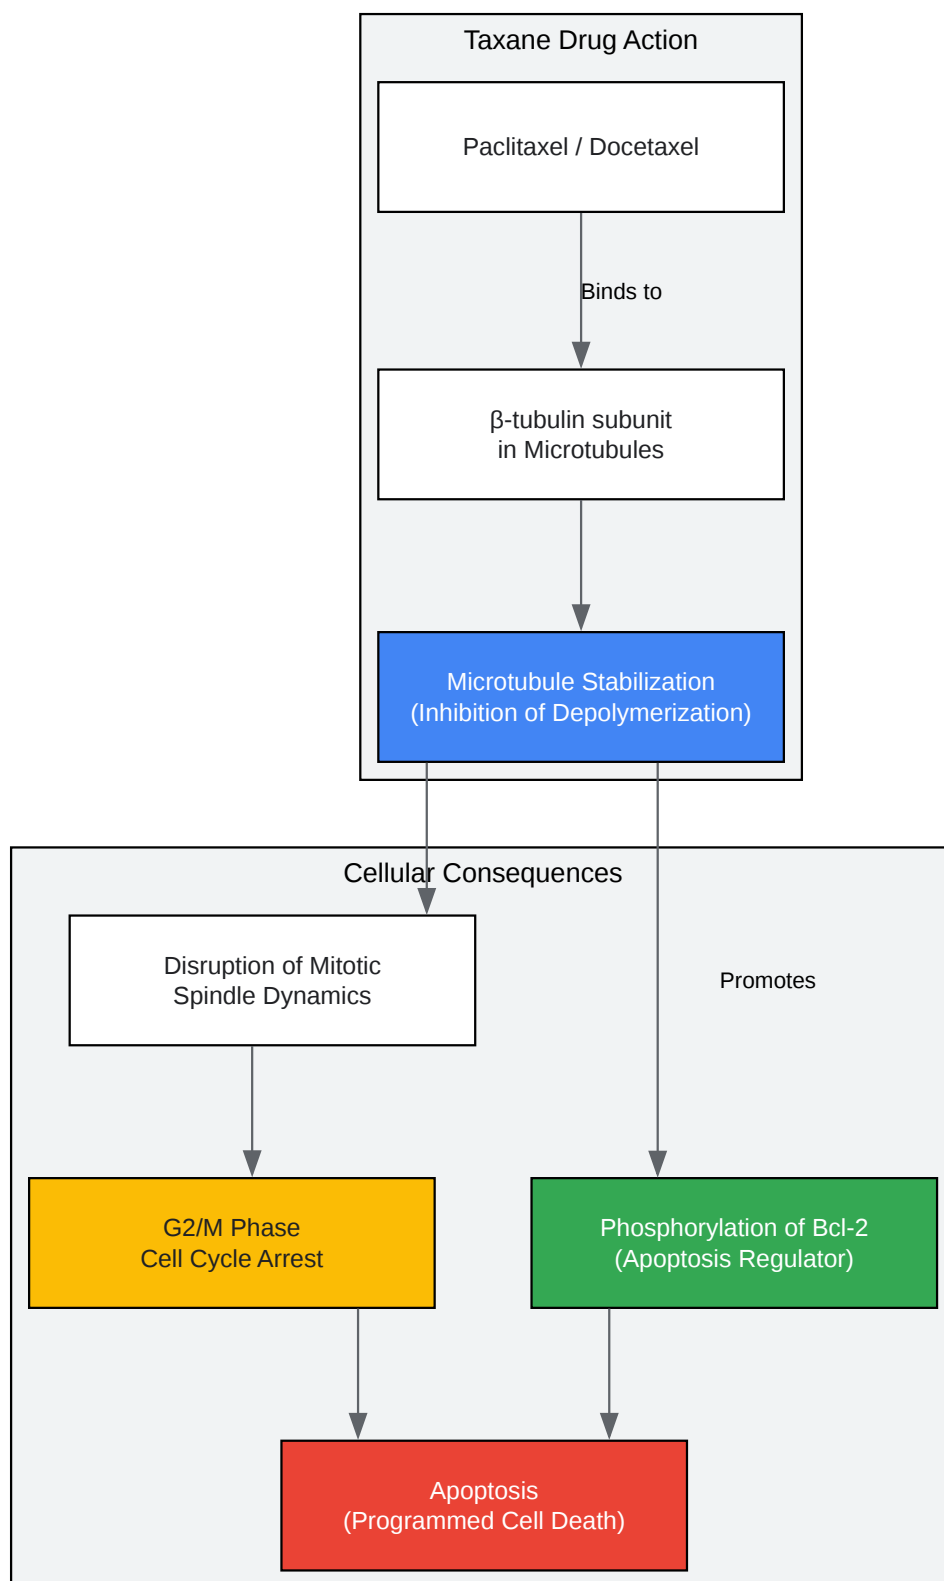 Taxane Drug Action
Paclitaxel / Docetaxel
Binds to
β-tubulin subunit
in Microtubules
Microtubule Stabilization
(Inhibition of Depolymerization)
Cellular Consequences
Disruption of Mitotic
Spindle Dynamics
Promotes
G2/M Phase
Cell Cycle Arrest
Phosphorylation of Bcl-2
(Apoptosis Regulator)
Apoptosis
(Programmed Cell Death)